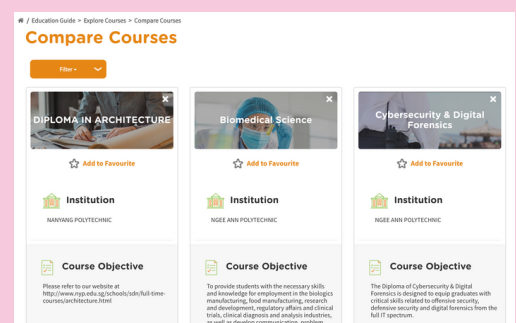 / Education Guide > Explore Courses > Compare Courses
Compare Courses
Filter
DIPLOMA IN ARCHITECTURE
Add to Favourite
Institution
NANYANG POLYTECHNIC
Course Objective
Please refer to our website at
http://www.nyp.edu.sg/schools/sdn/full-time-
courses/architecture.html
Biomedical Science
Add to Favourite
Institution
NGEE ANN POLYTECHNIC
Course Objective
To provide students with the necessary skills
and knowledge for employment in the biologics
manufacturing, food manufacturing, research
and development, regulatory affairs and clinical
trials, clinical diagnosis and analysis industries,
as well as develop communication, problem
Cybersecurity & Digital
Forensics
Add to Favourite
Institution
NGEE ANN POLYTECHNIC
Course Objective
The Diploma of Cybersecurity & Digital
Forensics is designed to equip graduates with
critical skills related to offensive security,
defensive security and digital forensics from the
full IT spectrum.